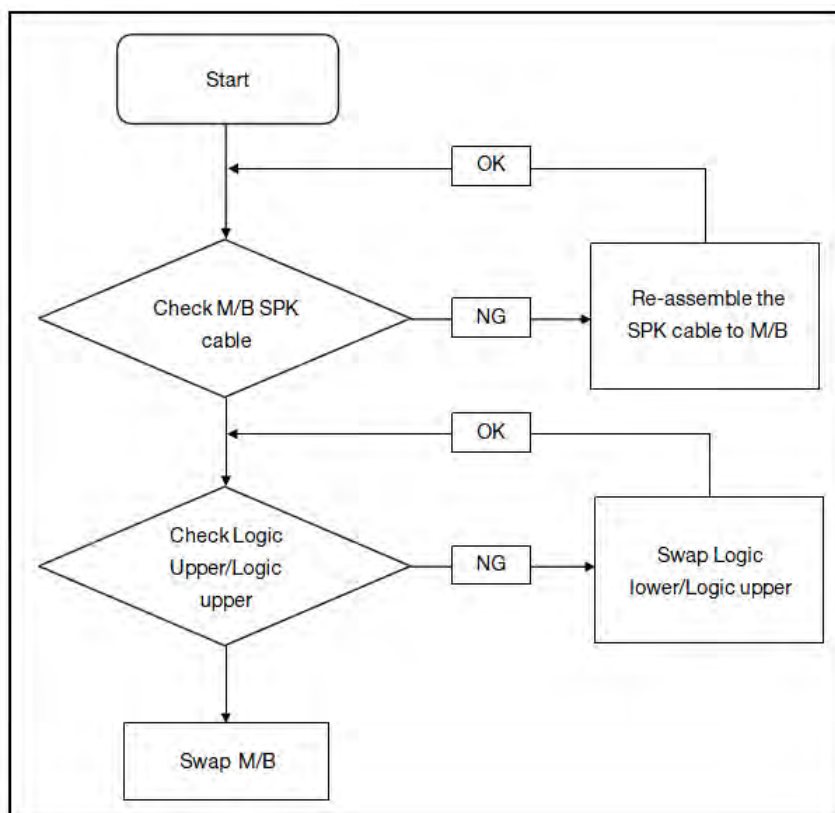 Start
OK
Check M/B SPK
cable
NG
Re-assemble the
SPK cable to M/B
OK
Check Logic
Upper/Logic
upper
NG
Swap Logic
lower/Logic upper
Swap M/B